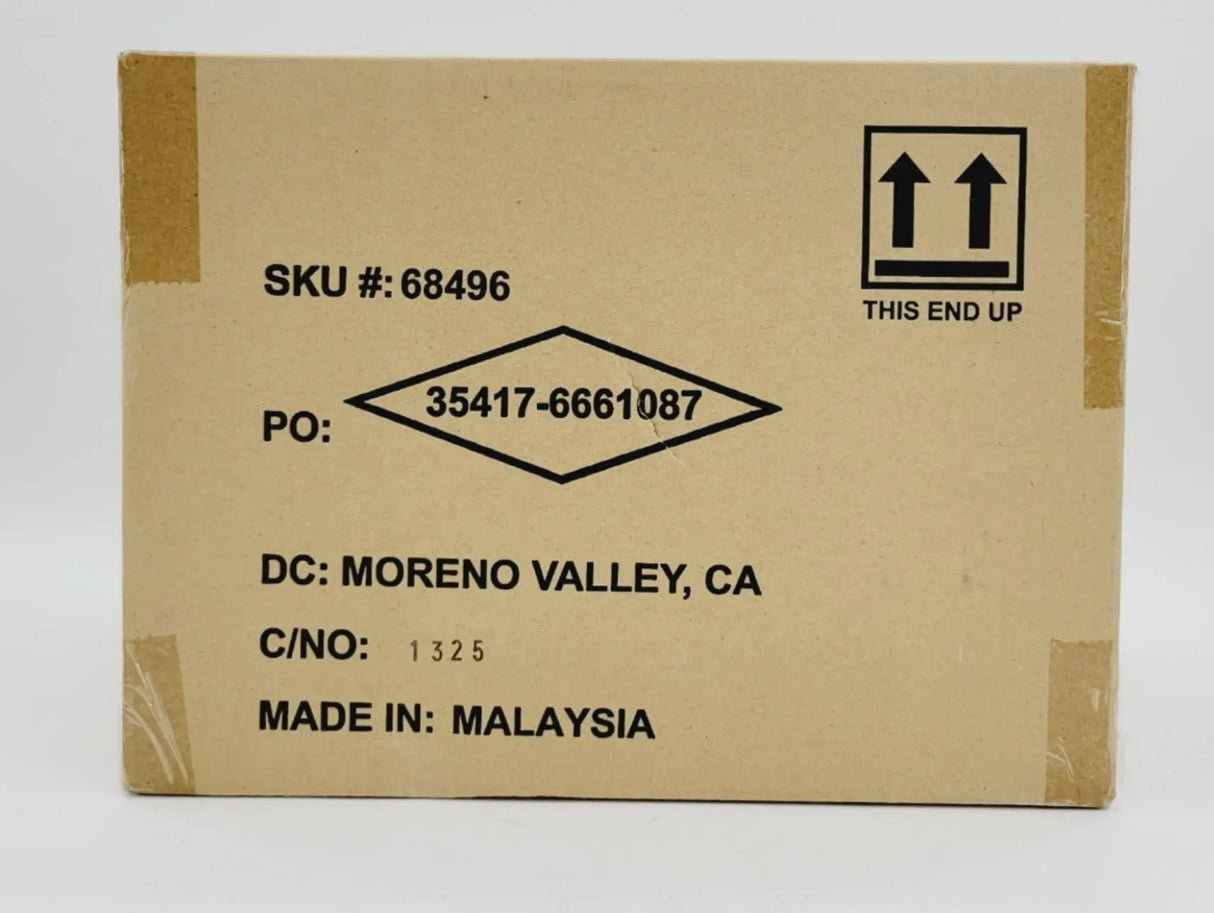 THIS END UP
SKU #: 68496
PO: 35417-6661087
DC: MORENO VALLEY, CA
C/NO: 1325
MADE IN: MALAYSIA